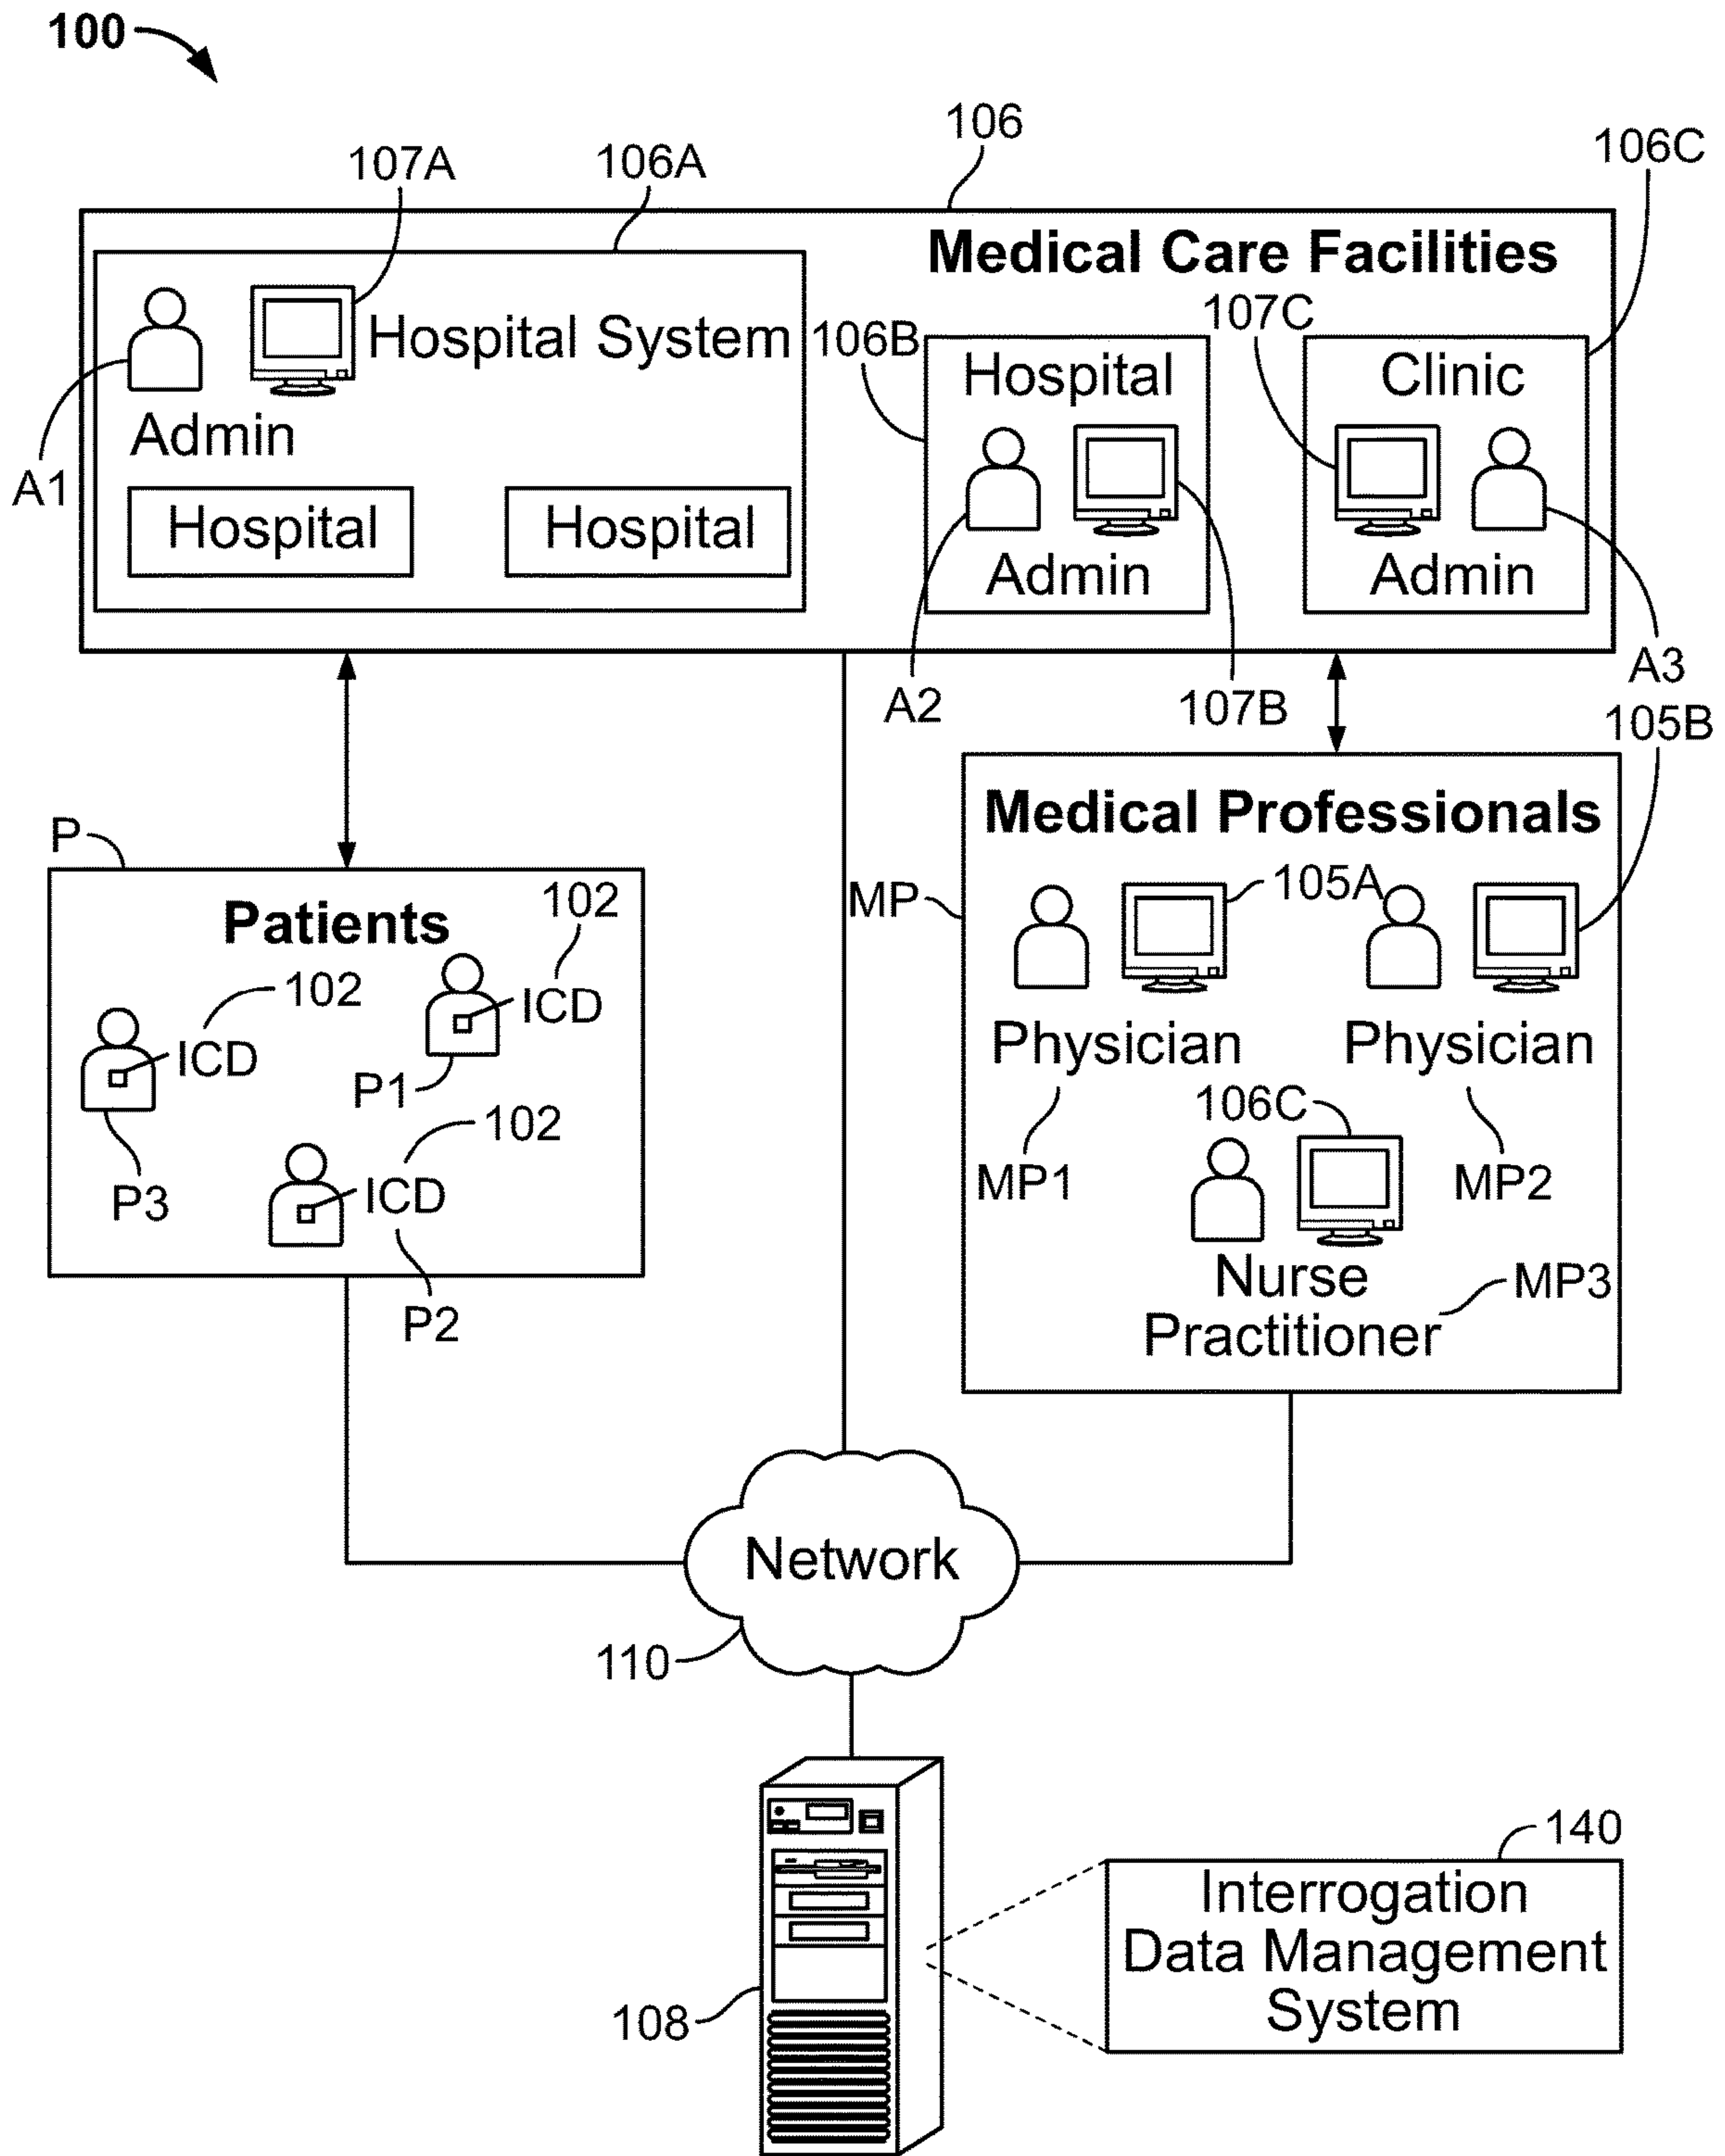 100
106
107A
106A
106C
Medical Care Facilities
107C
Hospital System
106B
Hospital
Clinic
Admin
A1
Hospital
Hospital
Admin
Admin
A3
A2
107B
105B
Medical Professionals
P
MP
105A
102
Patients
102
ICD
ICD
Physician
Physician
P1
102
106C
P3
ICD
MP1
MP2
Nurse
MP3
P2
Practitioner
Network
110
140
Interrogation
Data Management
System
108